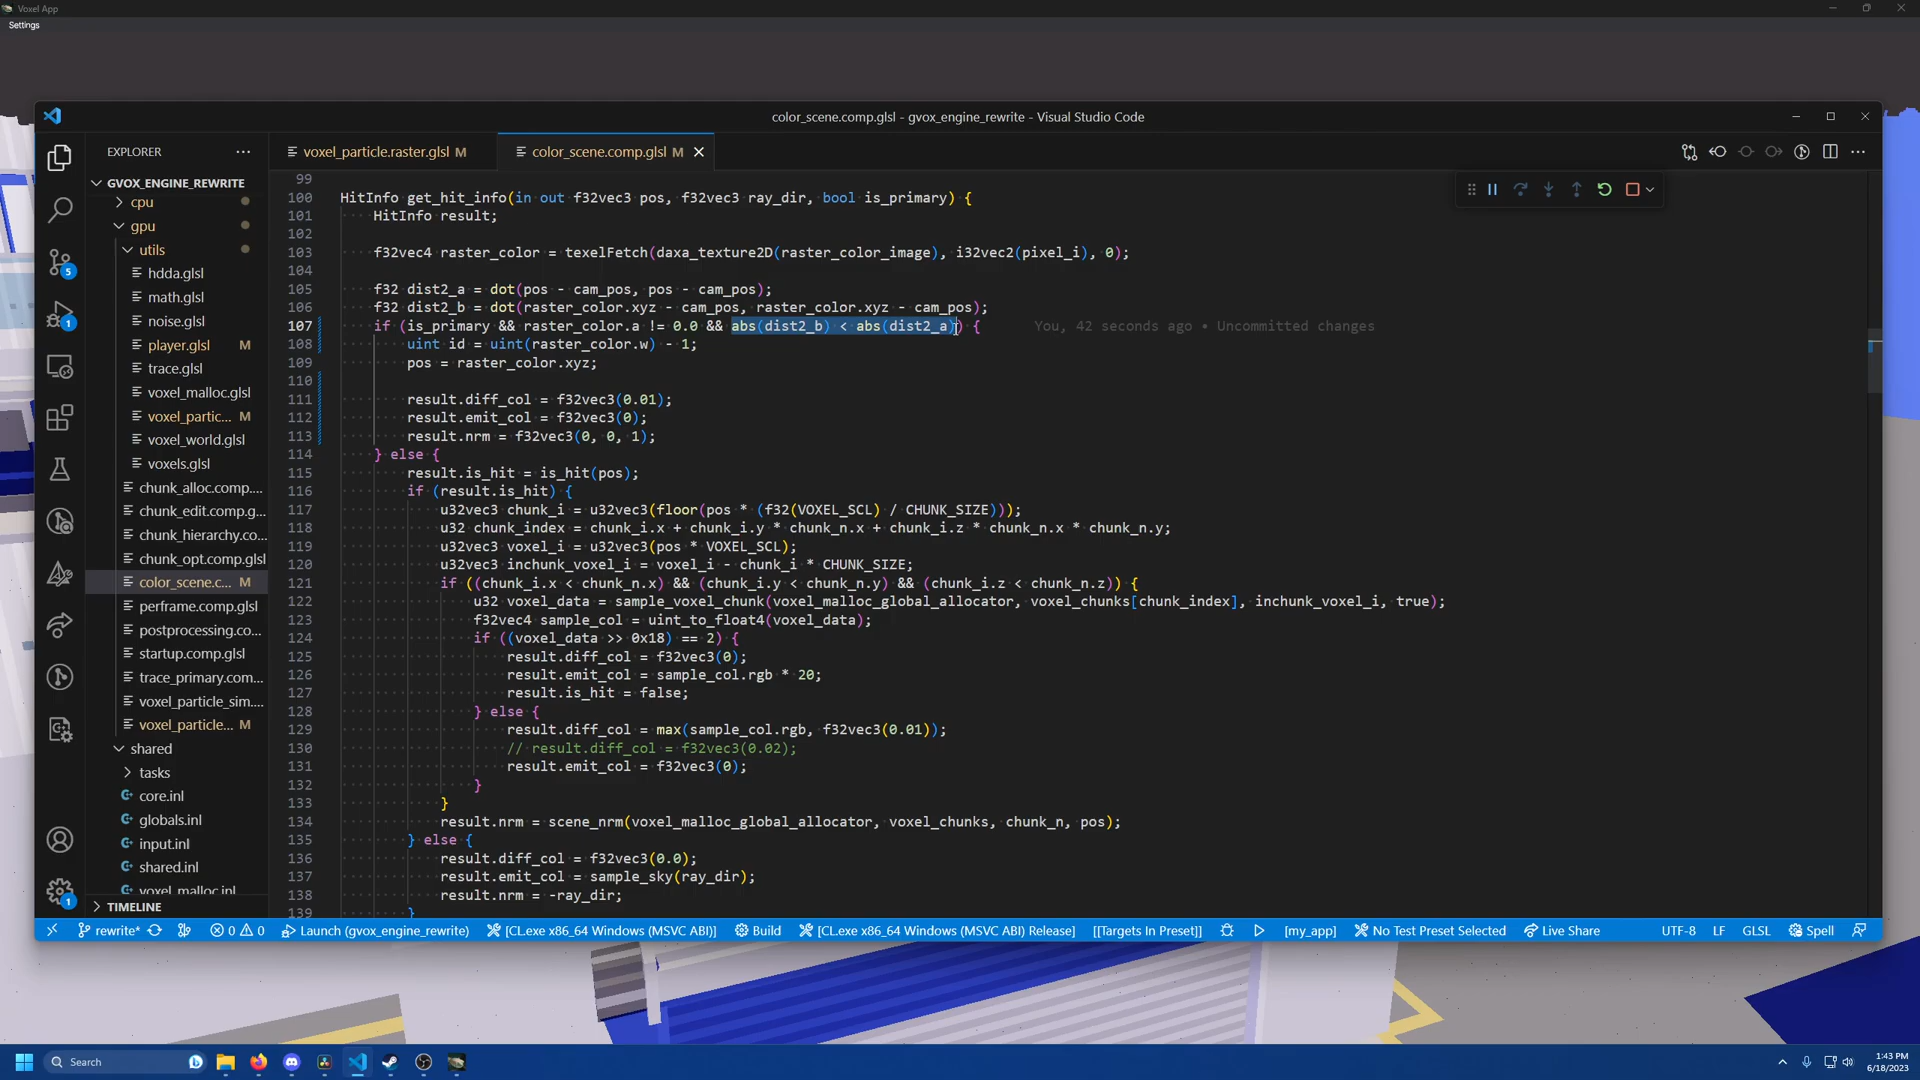 Voxel App
Settings
color_scene.comp.glsl - gvox_engine_rewrite - Visual Studio Code
EXPLORER
voxel_particle.raster.glsl M
color_scene.comp.glsl M
GVOX_ENGINE_REWRITE
cpu
gpu
utils
hdda.glsl
math.glsl
noise.glsl
player.glsl M
trace.glsl
voxel_malloc.glsl
voxel_partic... M
voxel_world.glsl
voxels.glsl
chunk_alloc.comp....
chunk_edit.comp.g...
chunk_hierarchy.co...
chunk_opt.comp.glsl
color_scene.c... M
perframe.comp.glsl
postprocessing.co...
startup.comp.glsl
trace_primary.com...
voxel_particle_sim....
voxel_particle... M
shared
tasks
core.inl
globals.inl
input.inl
shared.inl
voxel_malloc.inl
TIMELINE
5
1
1
99
100 HitInfo get_hit_info(in out f32vec3 pos, f32vec3 ray_dir, bool is_primary) {
101 HitInfo result;
102
103 f32vec4 raster_color = texelFetch(daxa_texture2D(raster_color_image), i32vec2(pixel_i), 0);
104
105 f32 dist2_a = dot(pos - cam_pos, pos - cam_pos);
106 f32 dist2_b = dot(raster_color.xyz - cam_pos, raster_color.xyz - cam_pos);
107 if (is_primary && raster_color.a != 0.0 && abs(dist2_b) < abs(dist2_a)) { You, 42 seconds ago • Uncommitted changes
108 uint id = uint(raster_color.w) - 1;
109 pos = raster_color.xyz;
110
111 result.diff_col = f32vec3(0.01);
112 result.emit_col = f32vec3(0);
113 result.nrm = f32vec3(0, 0, 1);
114 } else {
115 result.is_hit = is_hit(pos);
116 if (result.is_hit) {
117 u32vec3 chunk_i = u32vec3(floor(pos * (f32(VOXEL_SCL) / CHUNK_SIZE)));
118 u32 chunk_index = chunk_i.x + chunk_i.y * chunk_n.x + chunk_i.z * chunk_n.x * chunk_n.y;
119 u32vec3 voxel_i = u32vec3(pos * VOXEL_SCL);
120 u32vec3 inchunk_voxel_i = voxel_i - chunk_i * CHUNK_SIZE;
121 if ((chunk_i.x < chunk_n.x) && (chunk_i.y < chunk_n.y) && (chunk_i.z < chunk_n.z)) {
122 u32 voxel_data = sample_voxel_chunk(voxel_malloc_global_allocator, voxel_chunks[chunk_index], inchunk_voxel_i, true);
123 f32vec4 sample_col = uint_to_float4(voxel_data);
124 if ((voxel_data >> 0x18) == 2) {
125 result.diff_col = f32vec3(0);
126 result.emit_col = sample_col.rgb * 20;
127 result.is_hit = false;
128 } else {
129 result.diff_col = max(sample_col.rgb, f32vec3(0.01));
130 // result.diff_col = f32vec3(0.02);
131 result.emit_col = f32vec3(0);
132 }
133 }
134 result.nrm = scene_nrm(voxel_malloc_global_allocator, voxel_chunks, chunk_n, pos);
135 } else {
136 result.diff_col = f32vec3(0.0);
137 result.emit_col = sample_sky(ray_dir);
138 result.nrm = -ray_dir;
139 }
rewrite* 0 0 Launch (gvox_engine_rewrite) [CL.exe x86_64 Windows (MSVC ABI)] Build [CL.exe x86_64 Windows (MSVC ABI) Release] [[Targets In Preset]] [my_app] No Test Preset Selected Live Share UTF-8 LF GLSL Spell
Search
1:43 PM
6/18/2023